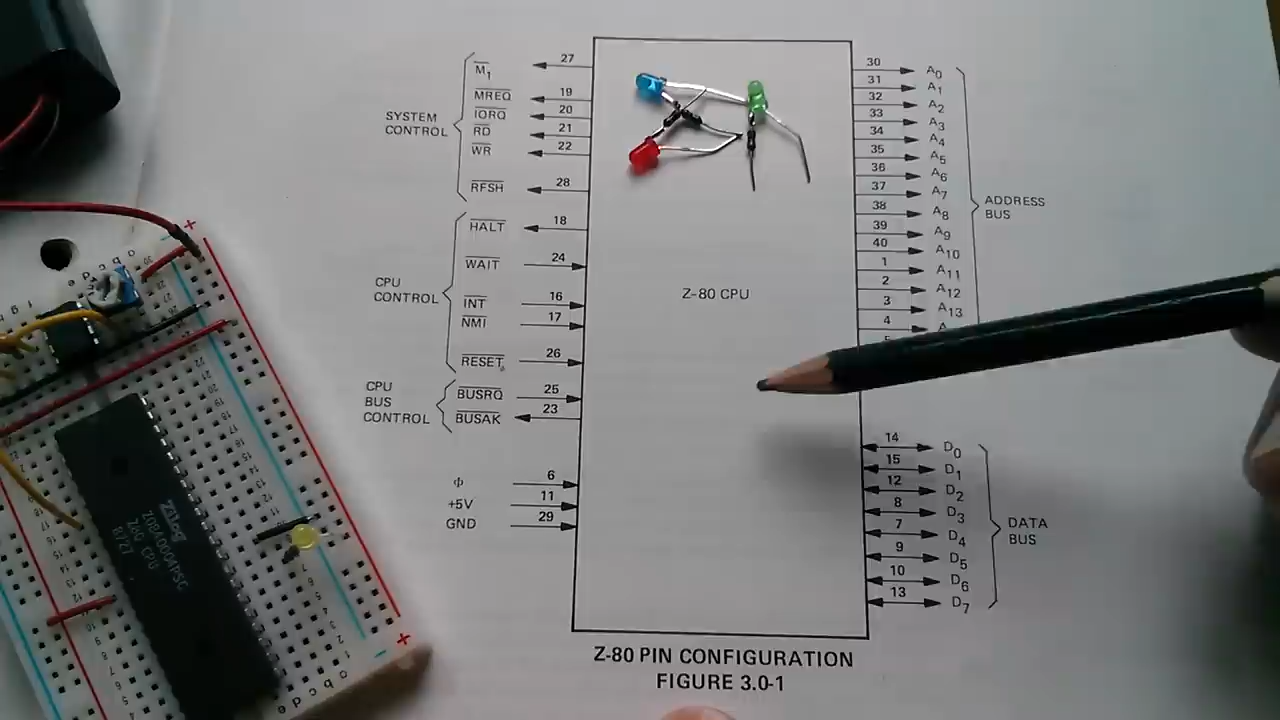 SYSTEM
CONTROL
M1 27
MREQ 19
IORQ 20
RD 21
WR 22
RFSH 28
CPU
CONTROL
HALT 18
WAIT 24
INT 16
NMI 17
RESET 26
CPU
BUS
CONTROL
BUSRQ 25
BUSAK 23
Φ 6
+5V 11
GND 29
Z-80 CPU
30 A0
31 A1
32 A2
33 A3
34 A4
35 A5
36 A6
37 A7
38 A8
39 A9
40 A10
1 A11
2 A12
3 A13
4
ADDRESS
BUS
14 D0
15 D1
12 D2
8 D3
7 D4
9 D5
10 D6
13 D7
DATA
BUS
Z-80 PIN CONFIGURATION
FIGURE 3.0-1
Zilog
Z0840004PSC
Z80 CPU
8727